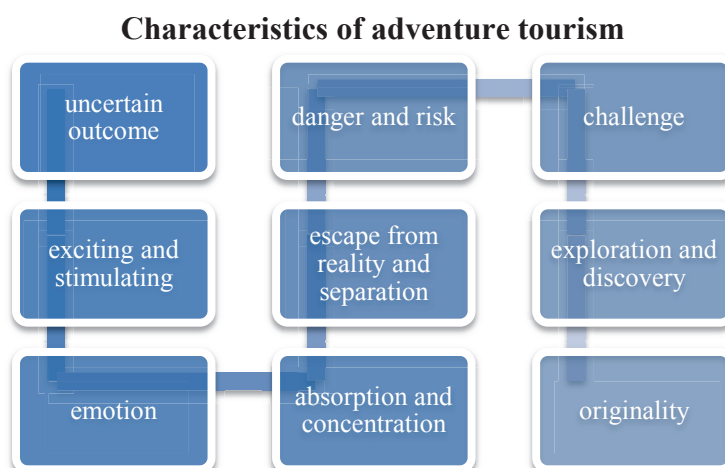 Characteristics of adventure tourism
uncertain
outcome
exciting and
stimulating
emotion
absorption and
concentration
escape from
reality and
separation
danger and risk
challenge
exploration and
discovery
originality